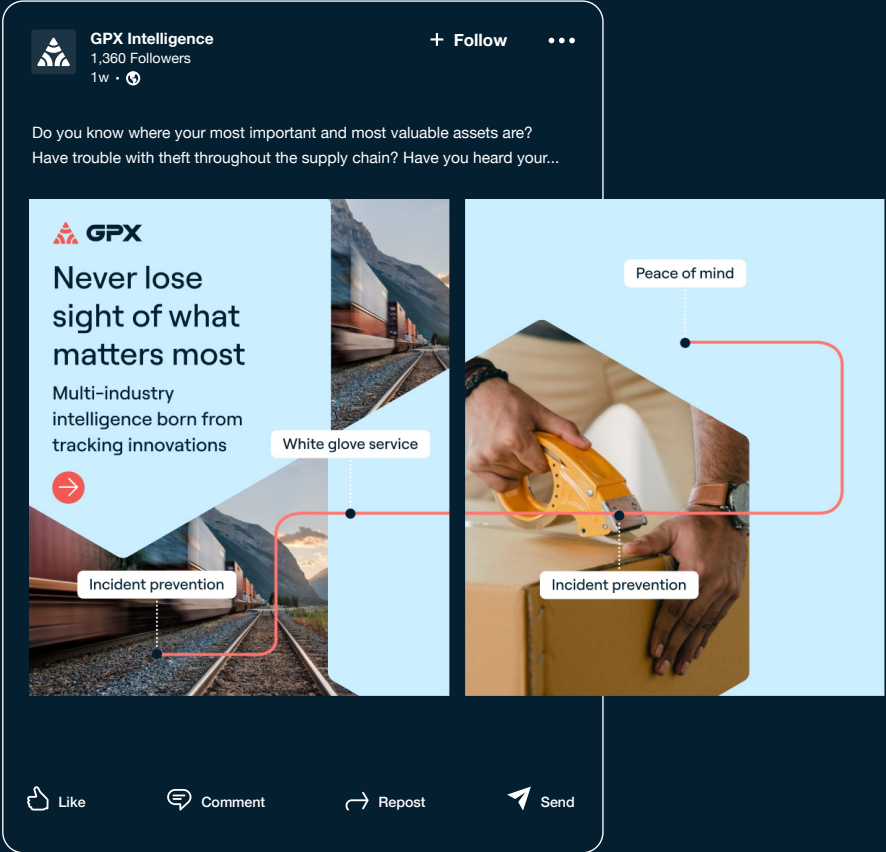 GPX Intelligence
1,360 Followers
1w •
+ Follow
•••
Do you know where your most important and most valuable assets are?
Have trouble with theft throughout the supply chain? Have you heard your...
GPX
Never lose
sight of what
matters most
Multi-industry
intelligence born from
tracking innovations
White glove service
Incident prevention
Peace of mind
Incident prevention
Like
Comment
Repost
Send